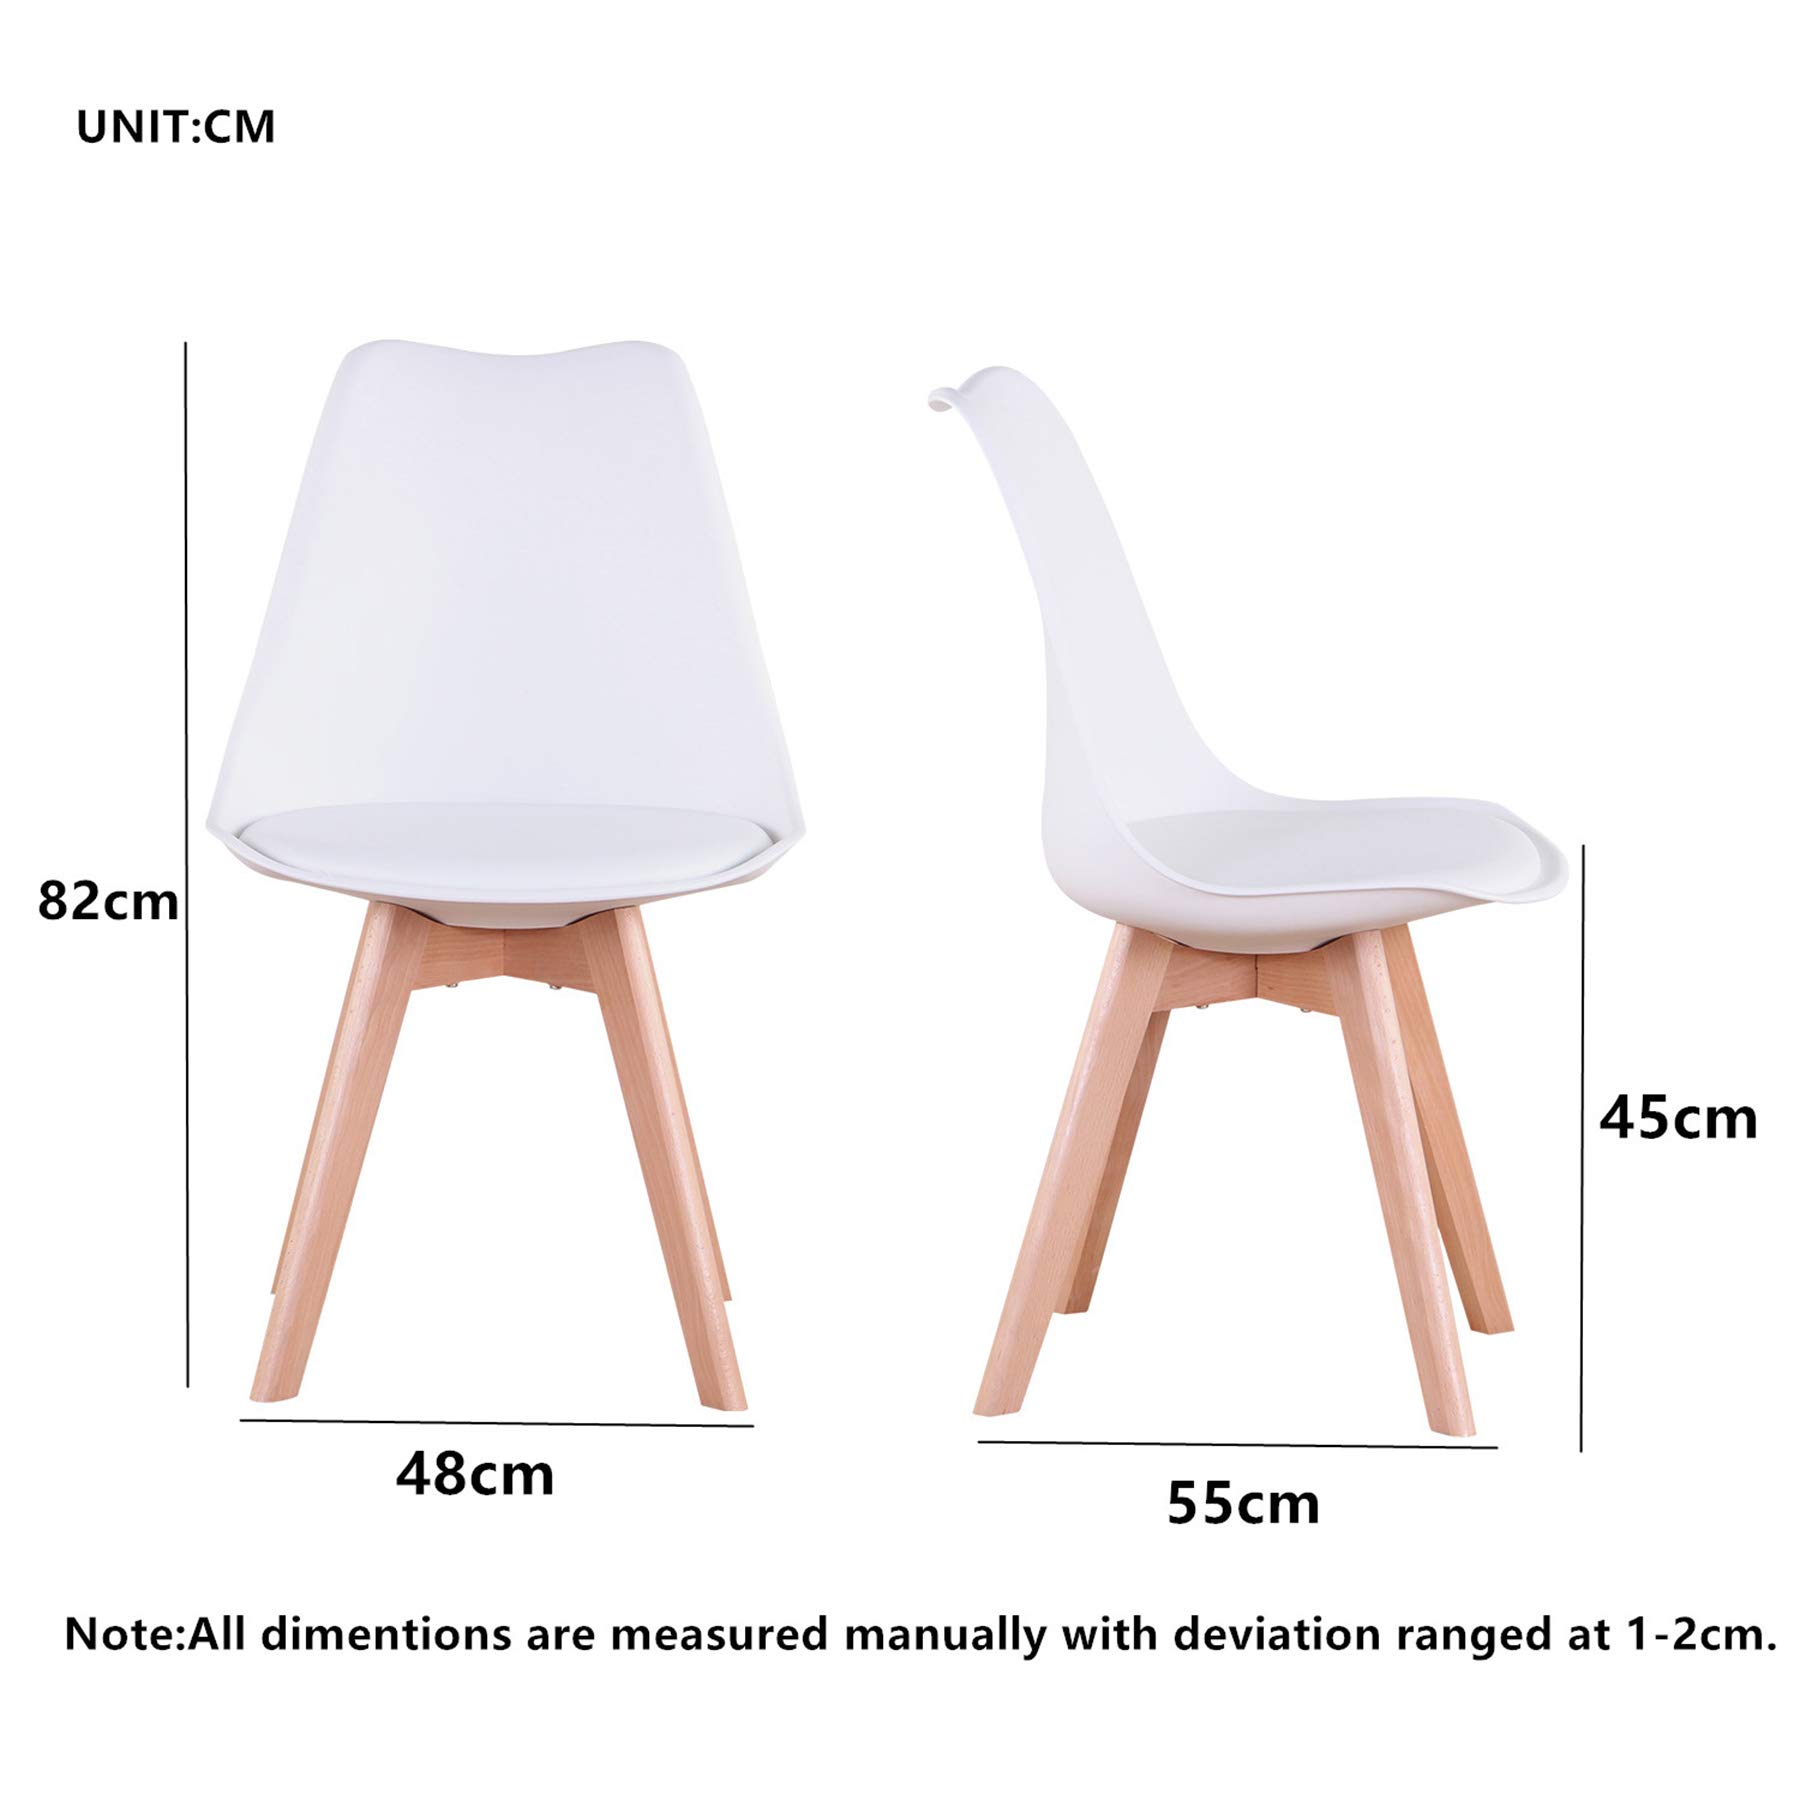 UNIT:CM
82cm
45cm
48cm
55cm
Note:All dimentions are measured manually with deviation ranged at 1-2cm.